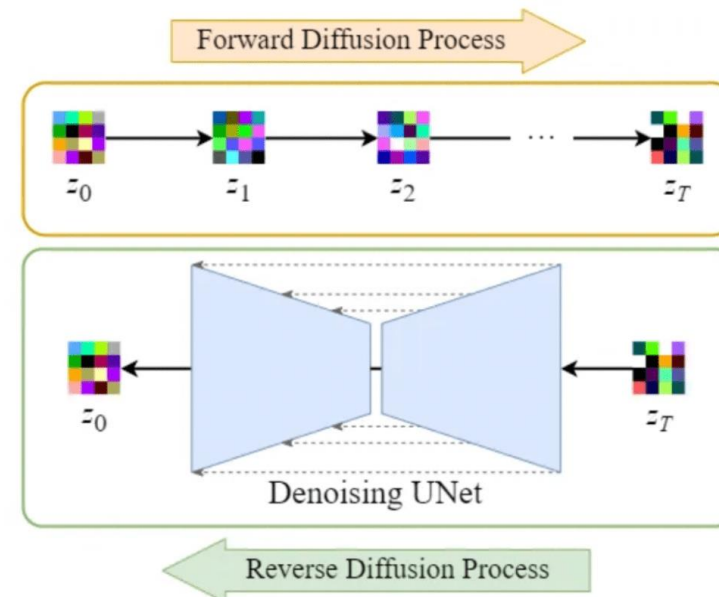 Forward Diffusion Process
...
z0 z1 z2 zT
z0 zT
Denoising UNet
Reverse Diffusion Process